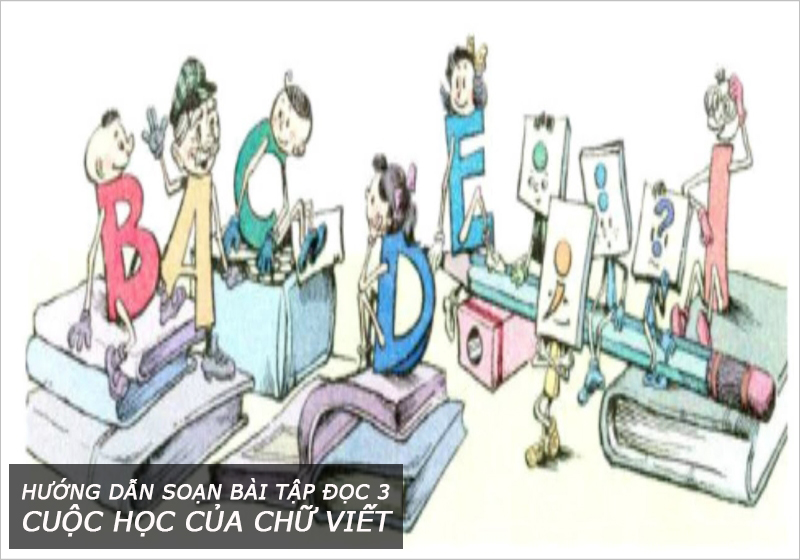 B A C D E I
. : ; ?
HƯỚNG DẪN SOẠN BÀI TẬP ĐỌC 3
CUỘC HỌC CỦA CHỮ VIẾT